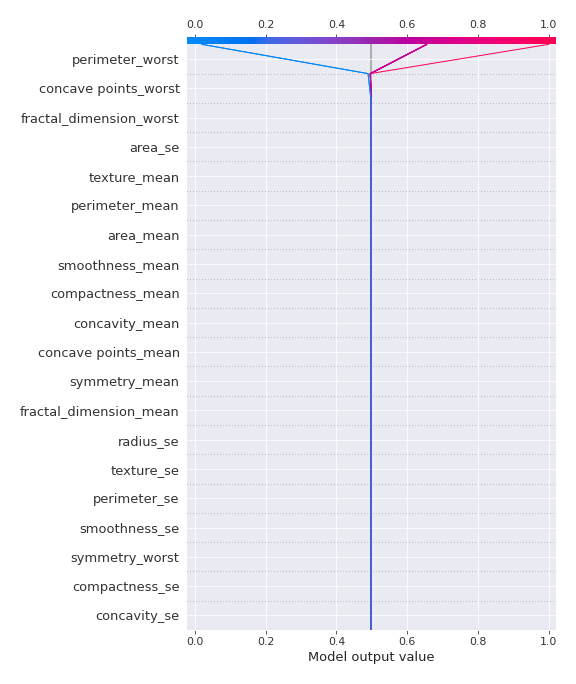 0.0 0.2 0.4 0.6 0.8 1.0
perimeter_worst
concave points_worst
fractal_dimension_worst
area_se
texture_mean
perimeter_mean
area_mean
smoothness_mean
compactness_mean
concavity_mean
concave points_mean
symmetry_mean
fractal_dimension_mean
radius_se
texture_se
perimeter_se
smoothness_se
symmetry_worst
compactness_se
concavity_se
0.0 0.2 0.4 0.6 0.8 1.0
Model output value